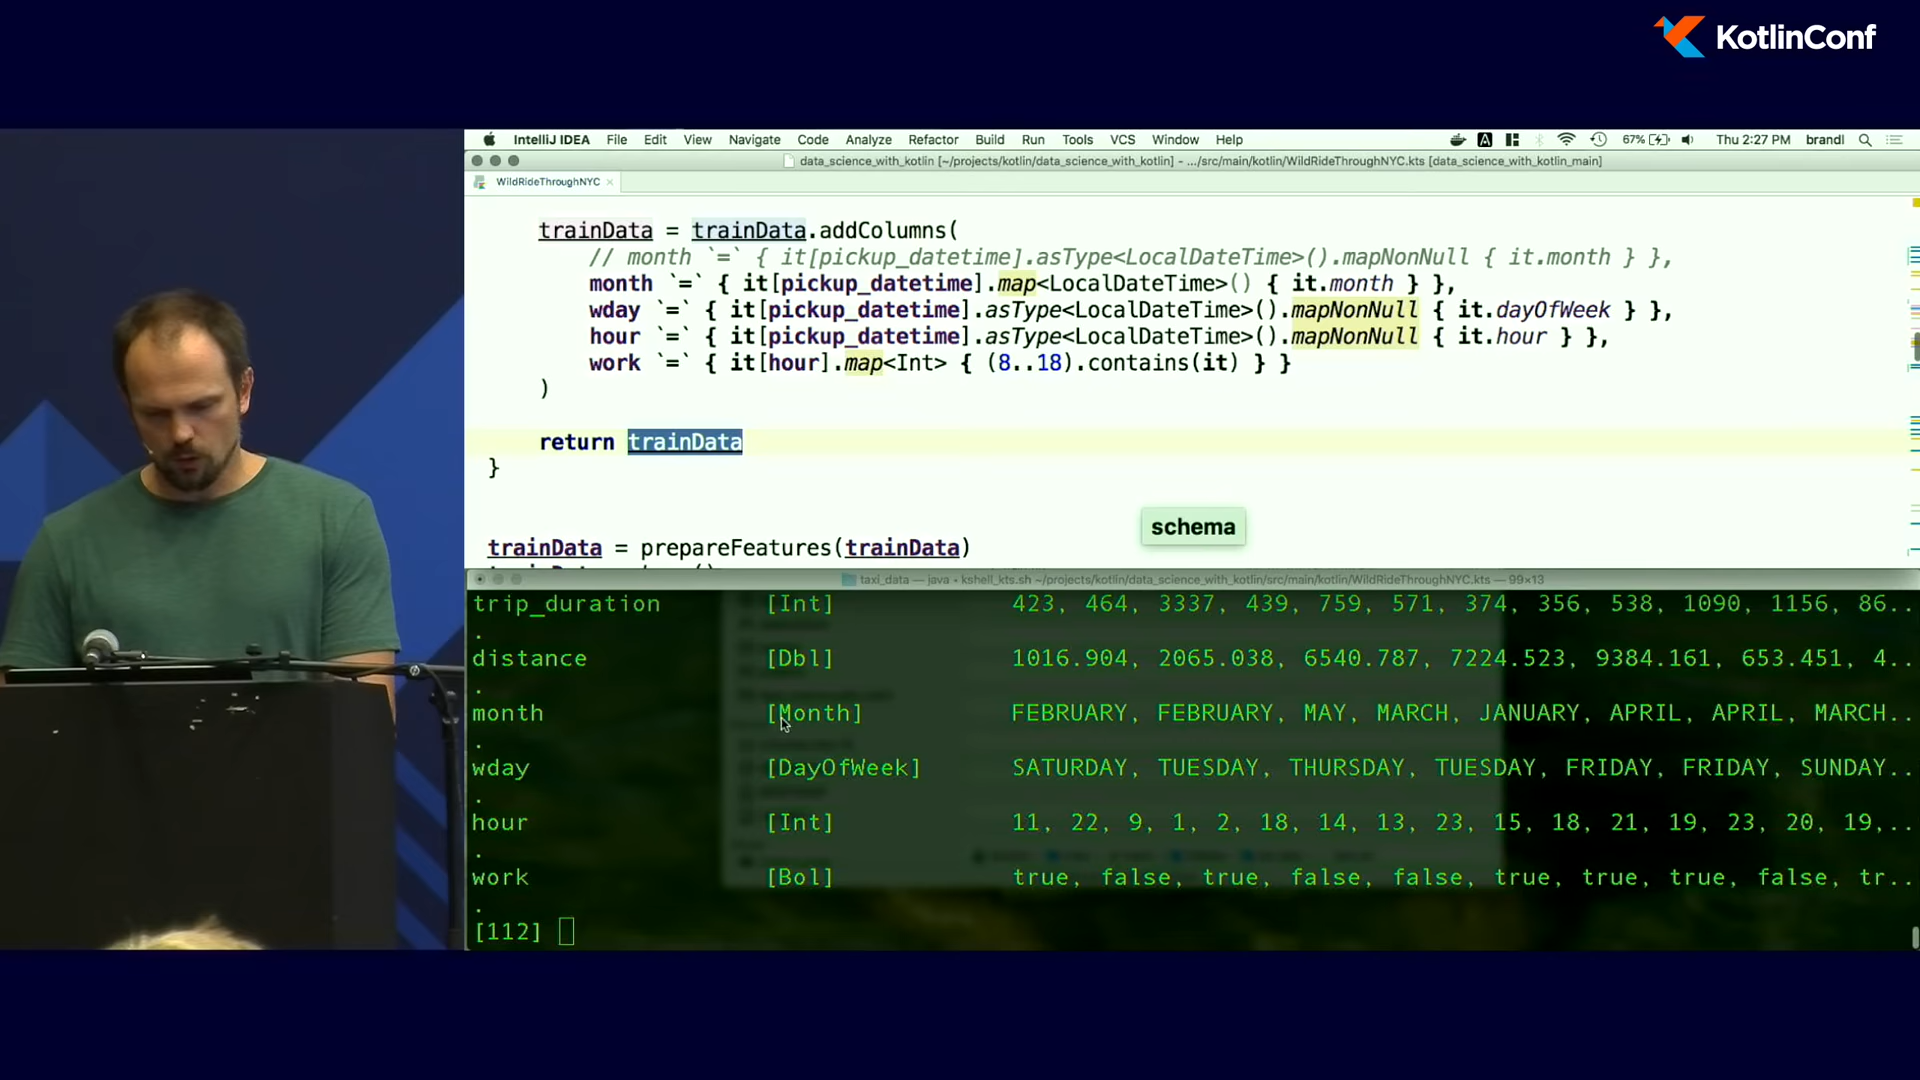 KotlinConf
IntelliJ IDEA File Edit View Navigate Code Analyze Refactor Build Run Tools VCS Window Help 67% Thu 2:27 PM brandl
data_science_with_kotlin [~/projects/kotlin/data_science_with_kotlin] - .../src/main/kotlin/WildRideThroughNYC.kts [data_science_with_kotlin_main]
WildRideThroughNYC
trainData = trainData.addColumns(
// month `=` { it[pickup_datetime].asType<LocalDateTime>().mapNonNull { it.month } },
month `=` { it[pickup_datetime].map<LocalDateTime>() { it.month } },
wday `=` { it[pickup_datetime].asType<LocalDateTime>().mapNonNull { it.dayOfWeek } },
hour `=` { it[pickup_datetime].asType<LocalDateTime>().mapNonNull { it.hour } },
work `=` { it[hour].map<Int> { (8..18).contains(it) } }
)
return trainData
}
schema
trainData = prepareFeatures(trainData)
taxi_data — java • kshell_kts.sh ~/projects/kotlin/data_science_with_kotlin/src/main/kotlin/WildRideThroughNYC.kts — 99×13
trip_duration [Int] 423, 464, 3337, 439, 759, 571, 374, 356, 538, 1090, 1156, 86...
.
distance [Dbl] 1016.904, 2065.038, 6540.787, 7224.523, 9384.161, 653.451, 4...
.
month [Month] FEBRUARY, FEBRUARY, MAY, MARCH, JANUARY, APRIL, APRIL, MARCH...
.
wday [DayOfWeek] SATURDAY, TUESDAY, THURSDAY, TUESDAY, FRIDAY, FRIDAY, SUNDAY...
.
hour [Int] 11, 22, 9, 1, 2, 18, 14, 13, 23, 15, 18, 21, 19, 23, 20, 19,...
.
work [Bol] true, false, true, false, false, true, true, true, false, tr...
.
[112]